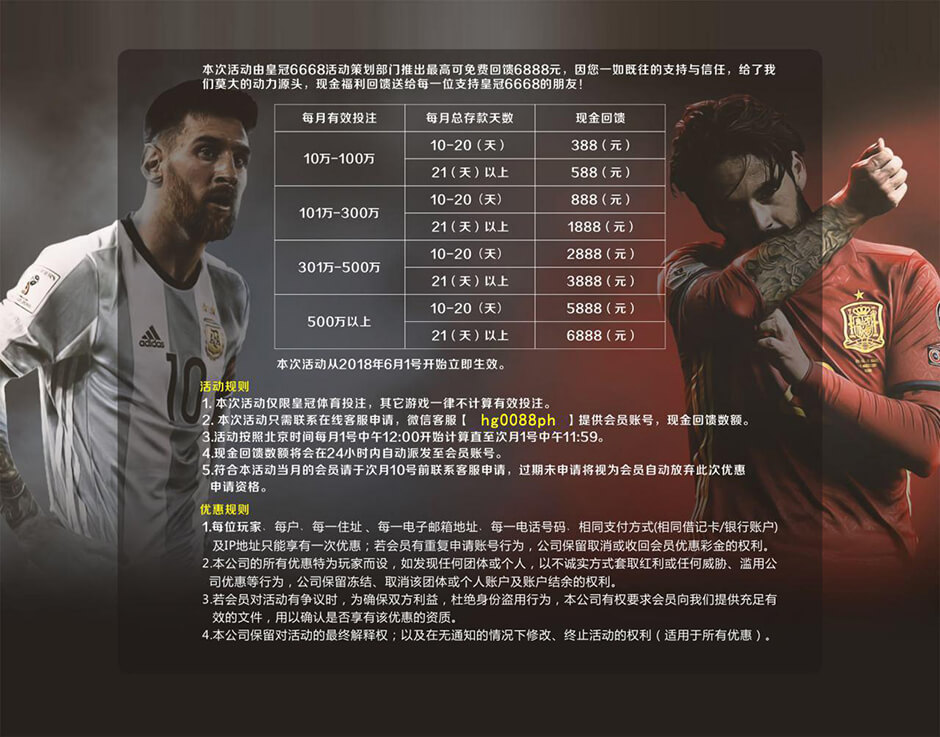 本次活动由皇冠6668活动策划部门推出最高可免费回馈6888元，因您一如既往的支持与信任，给了我
们莫大的动力源头，现金福利回馈送给每一位支持皇冠6668的朋友！
每月有效投注 每月总存款天数 现金回馈
10万-100万 10-20（天） 388（元）
21（天）以上 588（元）
101万-300万 10-20（天） 888（元）
21（天）以上 1888（元）
301万-500万 10-20（天） 2888（元）
21（天）以上 3888（元）
500万以上 10-20（天） 5888（元）
21（天）以上 6888（元）
本次活动从2018年6月1号开始立即生效。
活动规则
1. 本次活动仅限皇冠体育投注，其它游戏一律不计算有效投注。
2. 本次活动只需联系在线客服申请，微信客服【 hg0088ph 】提供会员账号，现金回馈数额。
3.活动按照北京时间每月1号中午12:00开始计算直至次月1号中午11:59。
4.现金回馈数额将会在24小时内自动派发至会员账号。
5.符合本活动当月的会员请于次月10号前联系客服申请，过期未申请将视为会员自动放弃此次优惠
申请资格。
优惠规则
1.每位玩家、每户、每一住址 、每一电子邮箱地址、每一电话号码、相同支付方式(相同借记卡/银行账户)
及IP地址只能享有一次优惠；若会员有重复申请账号行为，公司保留取消或收回会员优惠彩金的权利。
2.本公司的所有优惠特为玩家而设，如发现任何团体或个人，以不诚实方式套取红利或任何威胁、滥用公
司优惠等行为，公司保留冻结、取消该团体或个人账户及账户结余的权利。
3.若会员对活动有争议时，为确保双方利益，杜绝身份盗用行为，本公司有权要求会员向我们提供充足有
效的文件，用以确认是否享有该优惠的资质。
4.本公司保留对活动的最终解释权；以及在无通知的情况下修改、终止活动的权利（适用于所有优惠）。
adidas
10